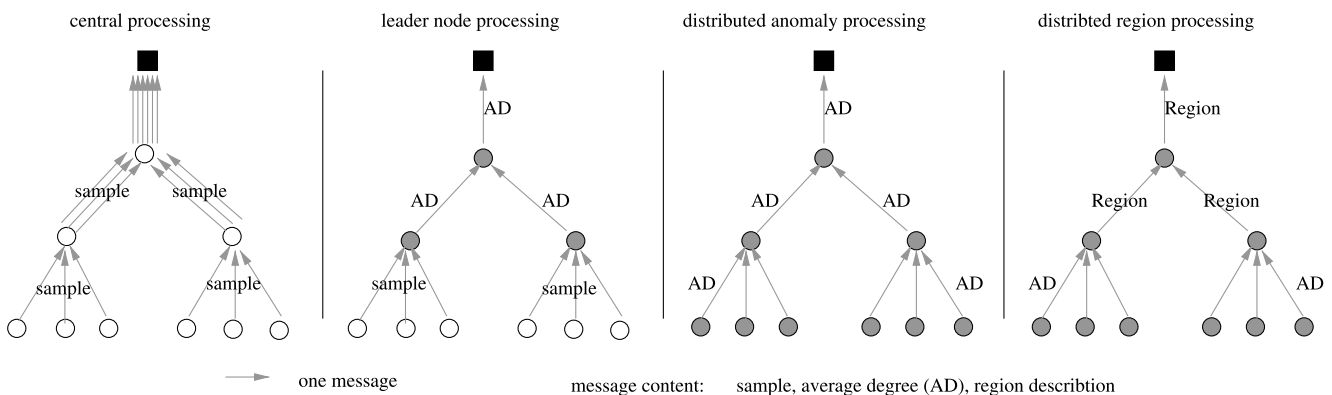 central processing
leader node processing
distributed anomaly processing
distribted region processing
AD
AD
Region
sample
sample
AD
AD
AD
AD
Region
Region
sample
sample
sample
sample
AD
AD
AD
AD
one message
message content: sample, average degree (AD), region describtion